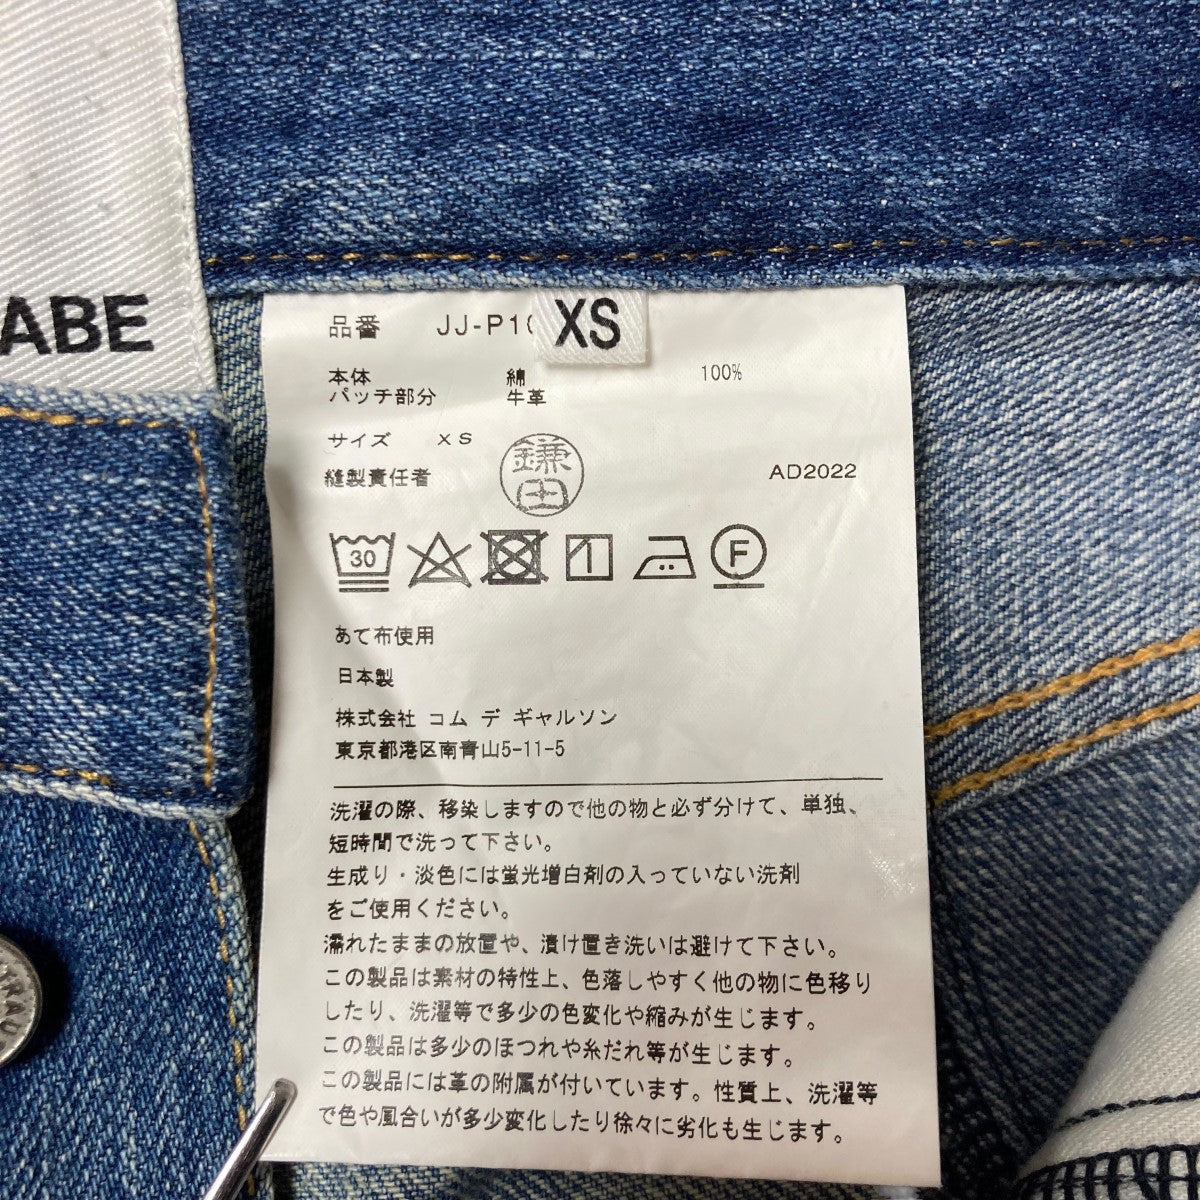 ABE
XS
品番 JJ-P1
本体 綿 100%
パッチ部分 牛革
サイズ XS
縫製責任者 鎌田 AD2022
30 F
あて布使用
日本製
株式会社 コム デ ギャルソン
東京都港区南青山5-11-5
洗濯の際、移染しますので他の物と必ず分けて、単独、
短時間で洗って下さい。
生成り・淡色には蛍光増白剤の入っていない洗剤
をご使用ください。
濡れたままの放置や、漬け置き洗いは避けて下さい。
この製品は素材の特性上、色落しやすく他の物に色移り
したり、洗濯等で多少の色変化や縮みが生じます。
この製品は多少のほつれや糸だれ等が生じます。
この製品には革の附属が付いています。性質上、洗濯等
で色や風合いが多少変化したり徐々に劣化も生じます。